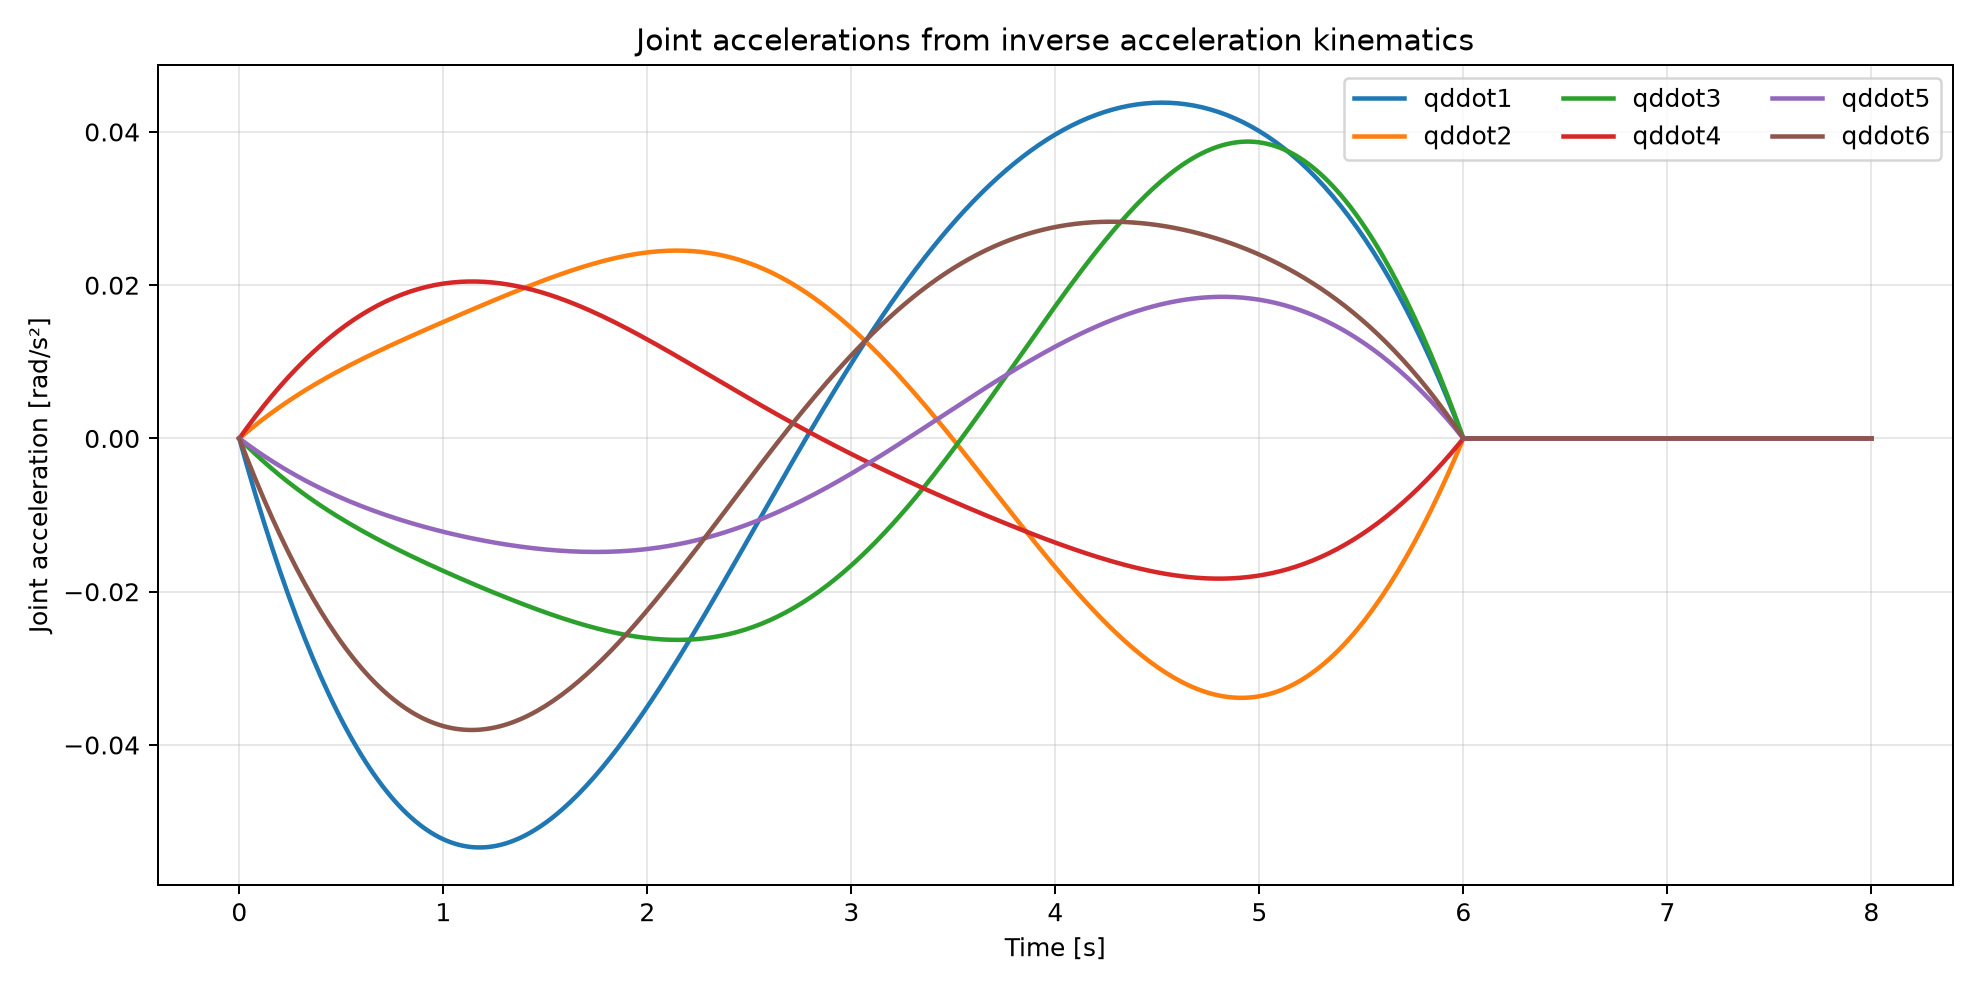 Joint accelerations from inverse acceleration kinematics
qddot1 qddot3 qddot5
qddot2 qddot4 qddot6
Joint acceleration [rad/s²]
0.04
0.02
0.00
−0.02
−0.04
0 1 2 3 4 5 6 7 8
Time [s]